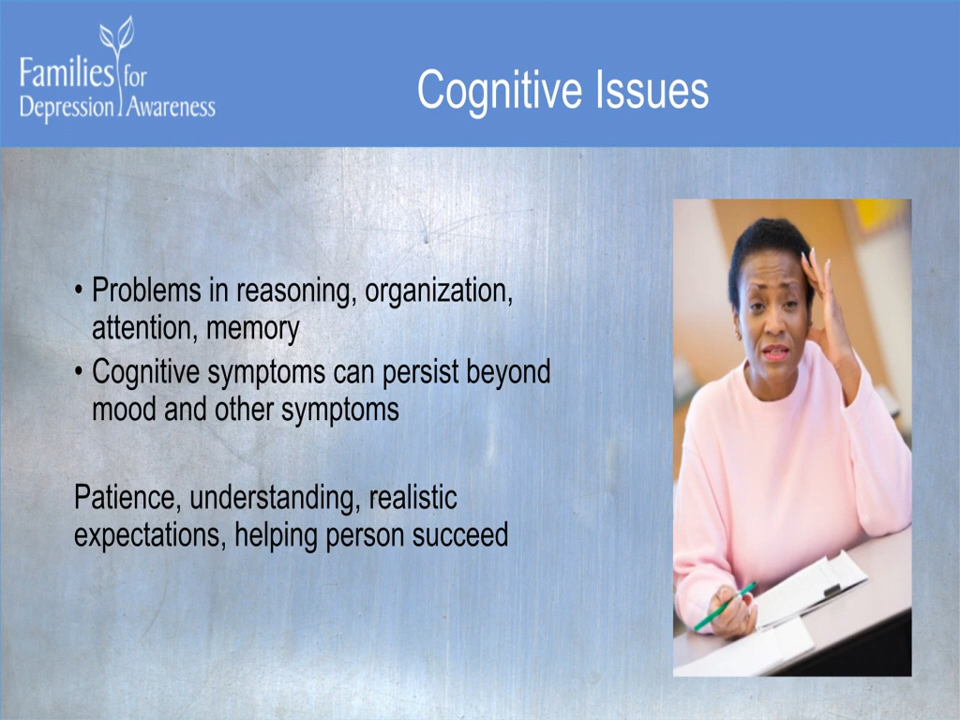 Families for
Depression Awareness
Cognitive Issues
• Problems in reasoning, organization,
attention, memory
• Cognitive symptoms can persist beyond
mood and other symptoms
Patience, understanding, realistic
expectations, helping person succeed